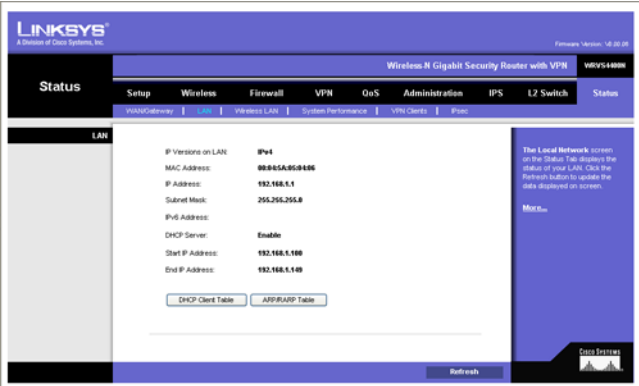 LINKSYS®
A Division of Cisco Systems, Inc.
Firmware Version: V0.00.05
Wireless-N Gigabit Security Router with VPN WRVS4400N
Status
Setup Wireless Firewall VPN QoS Administration IPS L2 Switch Status
WAN/Gateway | LAN | Wireless LAN | System Performance | VPN Clients | IPsec
LAN
IP Versions on LAN: IPv4
MAC Address: 00:04:5A:05:04:06
IP Address: 192.168.1.1
Subnet Mask: 255.255.255.0
IPv6 Address:
DHCP Server: Enable
Start IP Address: 192.168.1.100
End IP Address: 192.168.1.149
DHCP Client Table ARP/RARP Table
The Local Network screen
on the Status Tab displays the
status of your LAN. Click the
Refresh button to update the
data displayed on screen.
More...
Refresh
CISCO SYSTEMS